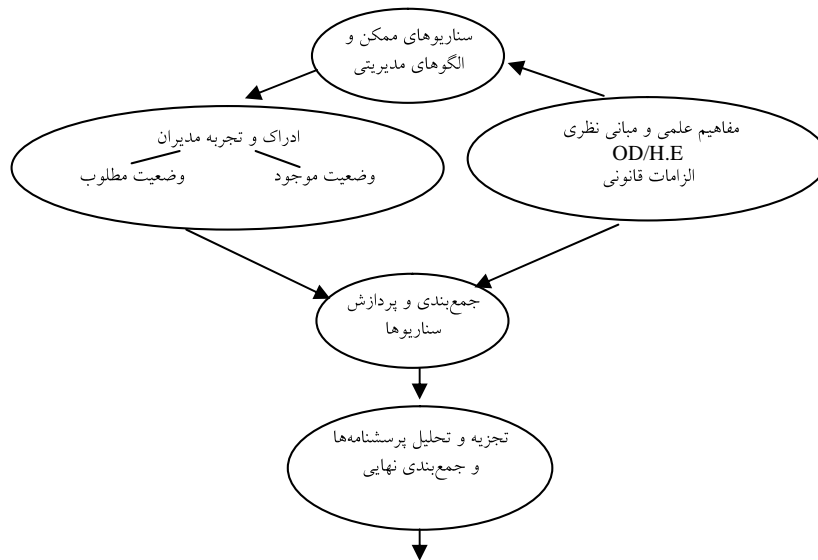 سناریوهای ممکن و
الگوهای مدیریتی
مفاهیم علمی و مبانی نظری
OD/H.E
الزامات قانونی
ادراک و تجربه مدیران
وضعیت موجود
وضعیت مطلوب
جمع‌بندی و پردازش
سناریوها
تجزیه و تحلیل پرسشنامه‌ها
و جمع‌بندی نهایی